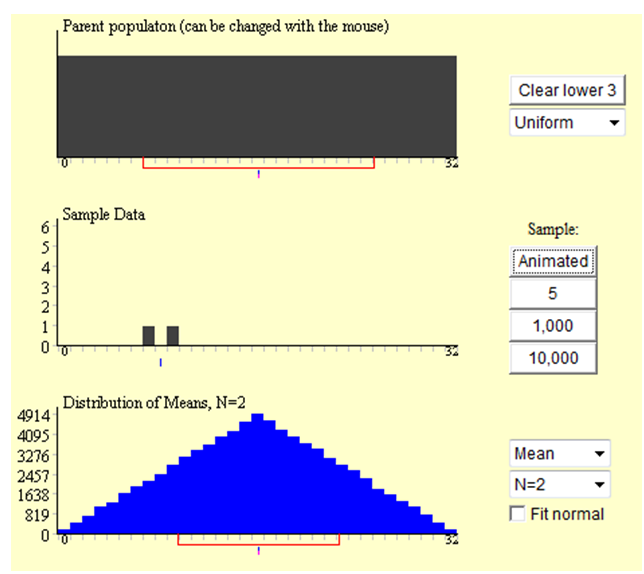 Parent populaton (can be changed with the mouse)
0 32
Clear lower 3
Uniform
Sample Data
6
5
4
3
2
1
0
0 32
Sample:
Animated
5
1,000
10,000
Distribution of Means, N=2
4914
4095
3276
2457
1638
819
0
0 32
Mean
N=2
Fit normal